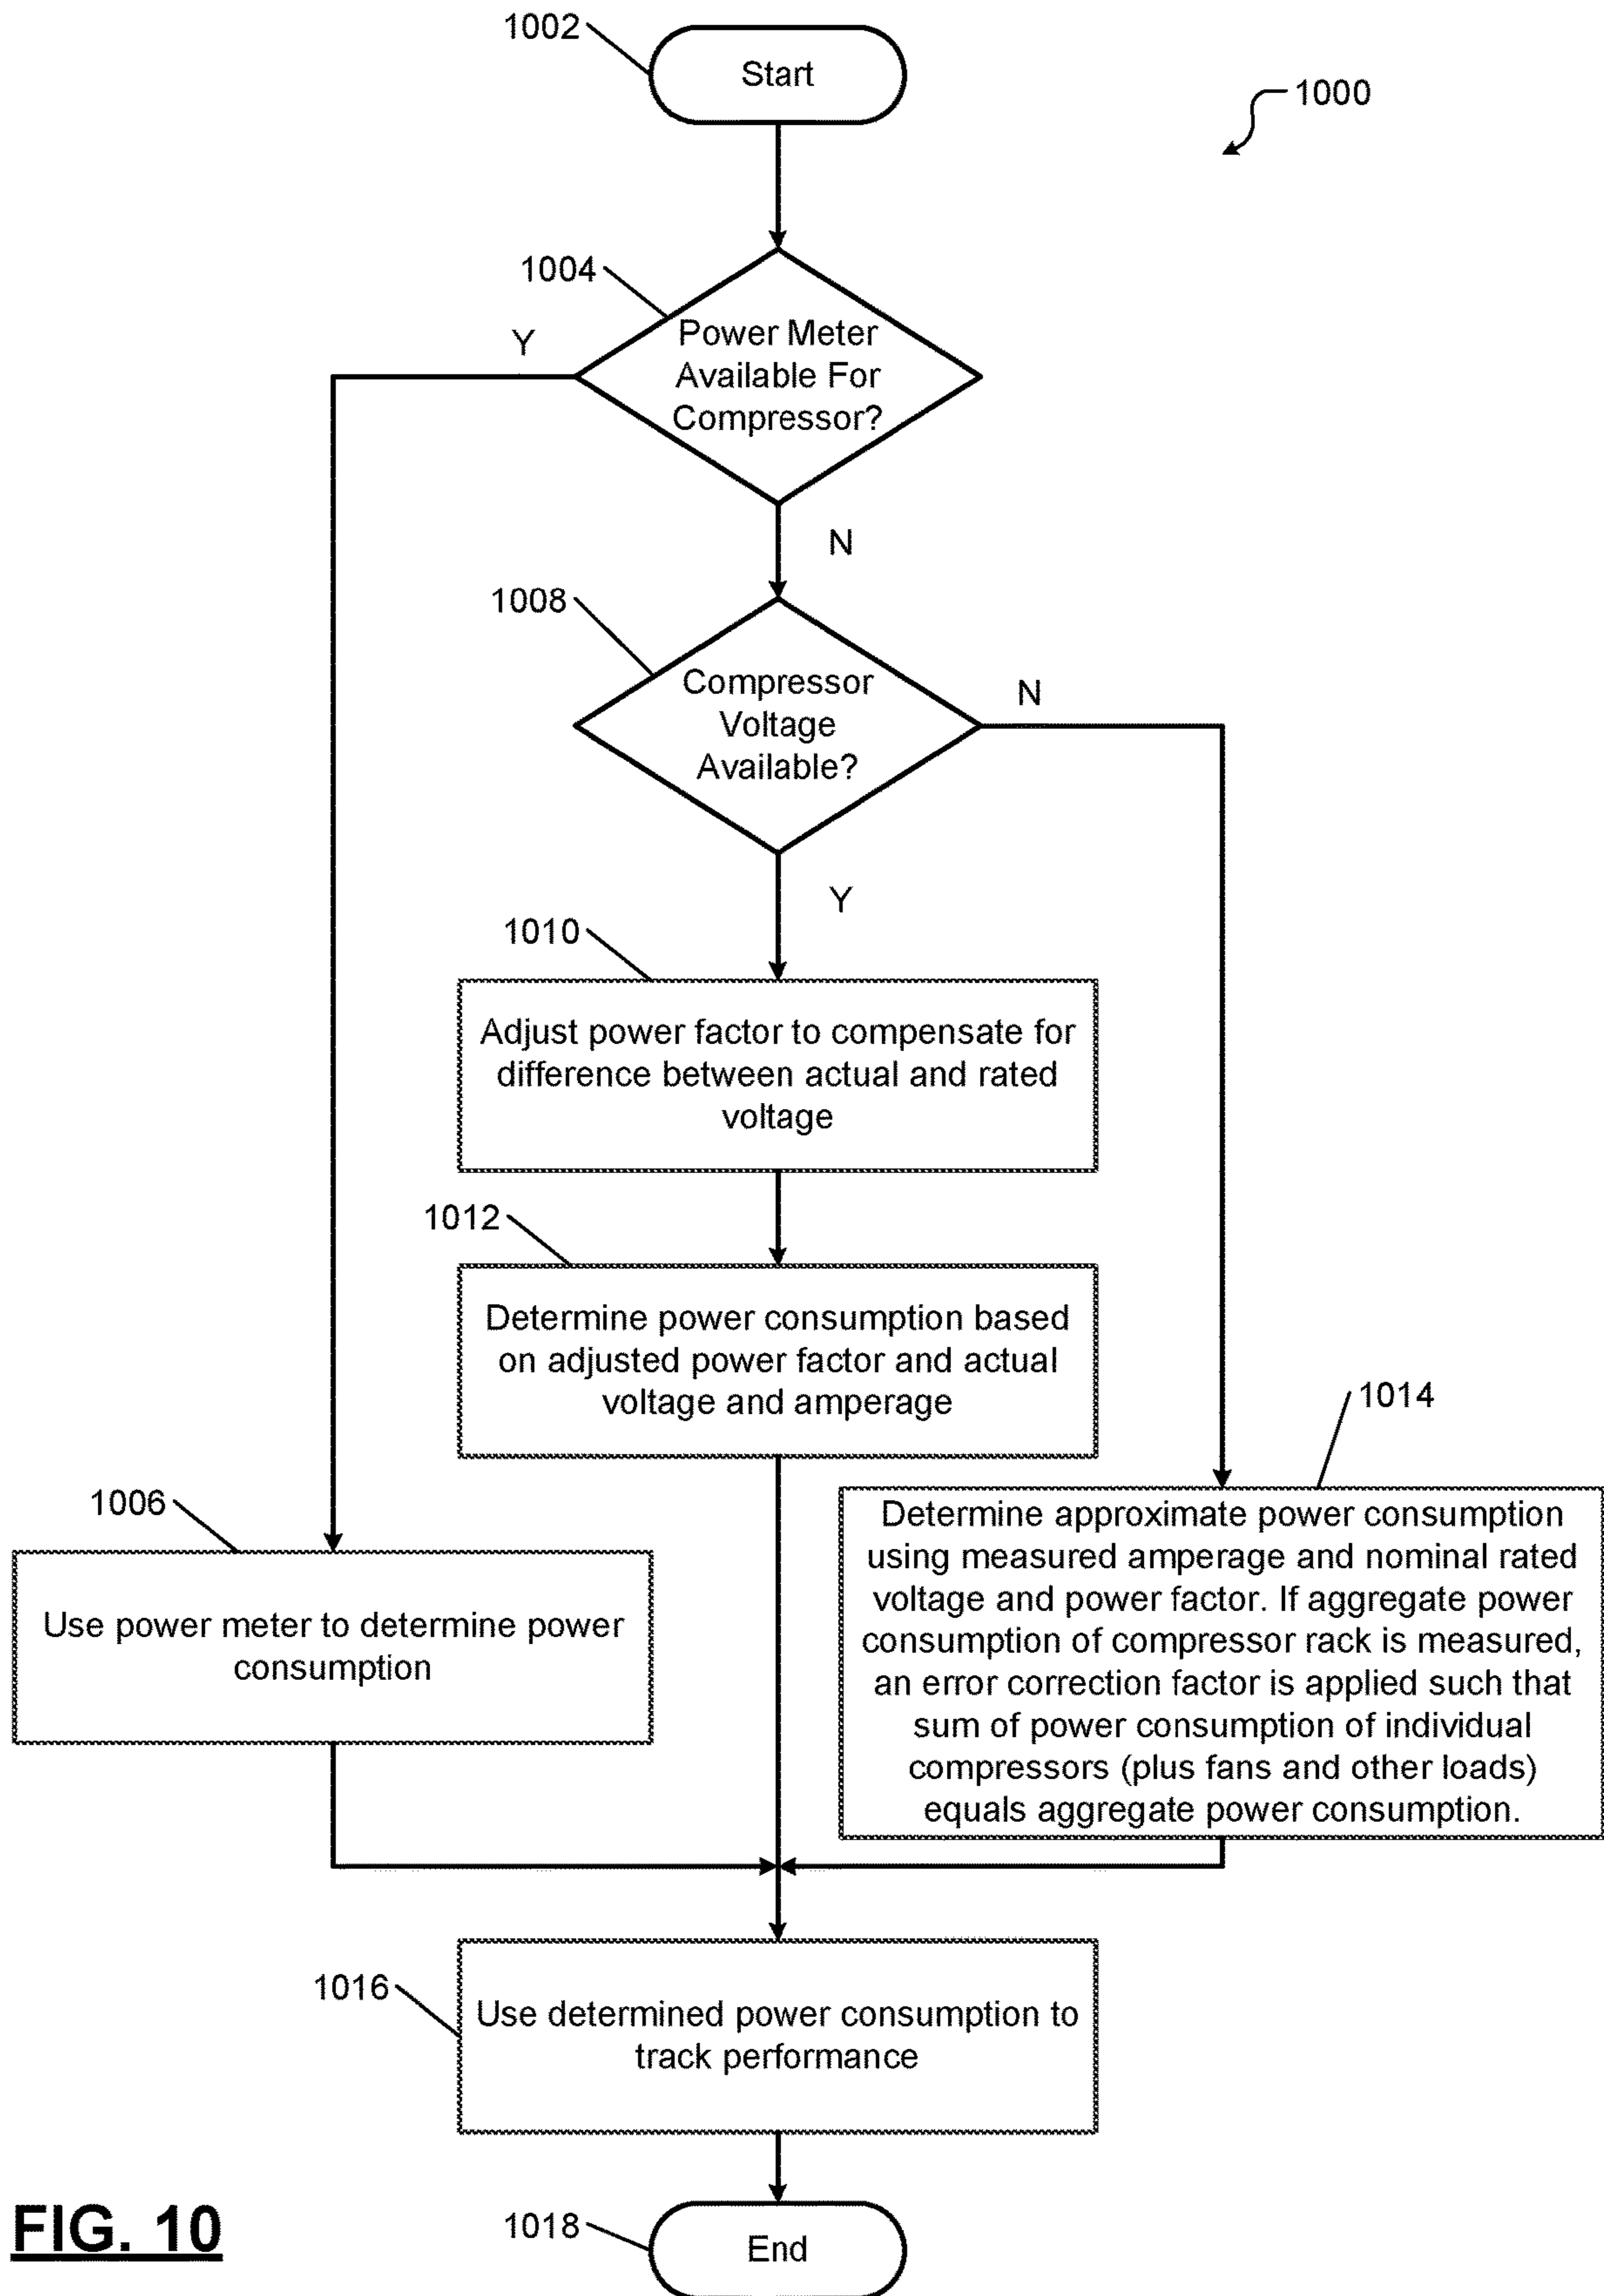 1002
Start
1000
1004
Power Meter
Available For
Compressor?
Y
N
1008
Compressor
Voltage
Available?
N
Y
1010
Adjust power factor to compensate for
difference between actual and rated
voltage
1012
Determine power consumption based
on adjusted power factor and actual
voltage and amperage
1014
Determine approximate power consumption
using measured amperage and nominal rated
voltage and power factor. If aggregate power
consumption of compressor rack is measured,
an error correction factor is applied such that
sum of power consumption of individual
compressors (plus fans and other loads)
equals aggregate power consumption.
1006
Use power meter to determine power
consumption
1016
Use determined power consumption to
track performance
1018
End
FIG. 10